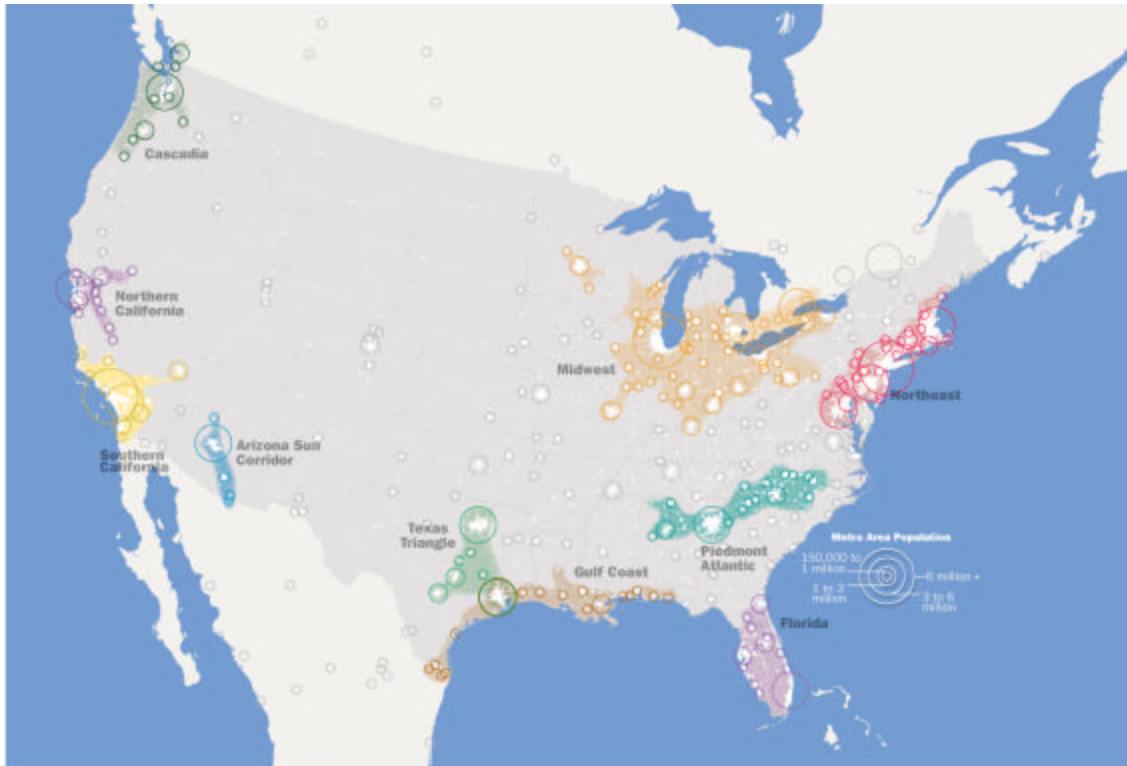 Cascadia
Northern
California
Midwest
Northeast
Southern
California
Arizona Sun
Corridor
Texas
Triangle
Piedmont
Atlantic
Gulf Coast
Metro Area Population
150,000 to
1 million
1 to 3
million
6 million +
3 to 6
million
Florida